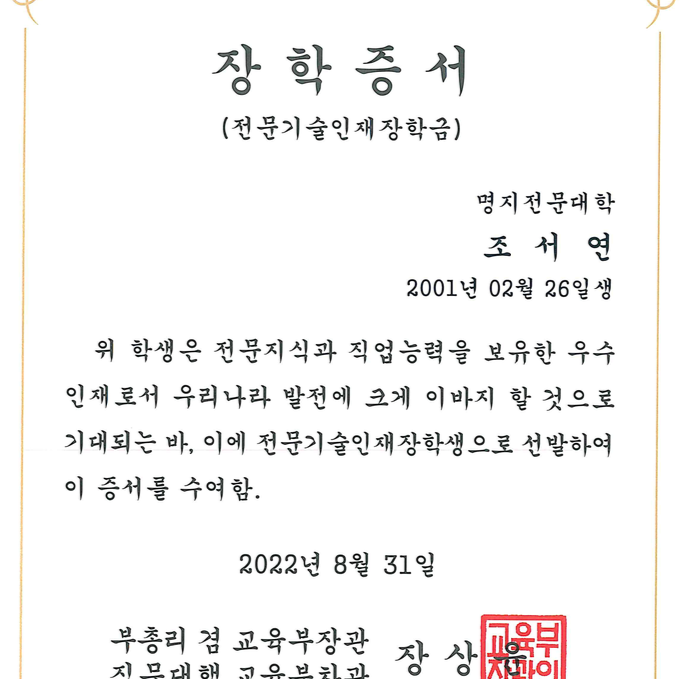 장학증서
(전문기술인재장학금)
명지전문대학
조서연
2001년 02월 26일생
위 학생은 전문지식과 직업능력을 보유한 우수
인재로서 우리나라 발전에 크게 이바지 할 것으로
기대되는 바, 이에 전문기술인재장학생으로 선발하여
이 증서를 수여함.
2022년 8월 31일
부총리 겸 교육부장관 장상윤
직무대행 교육부차관
교육부
차관인